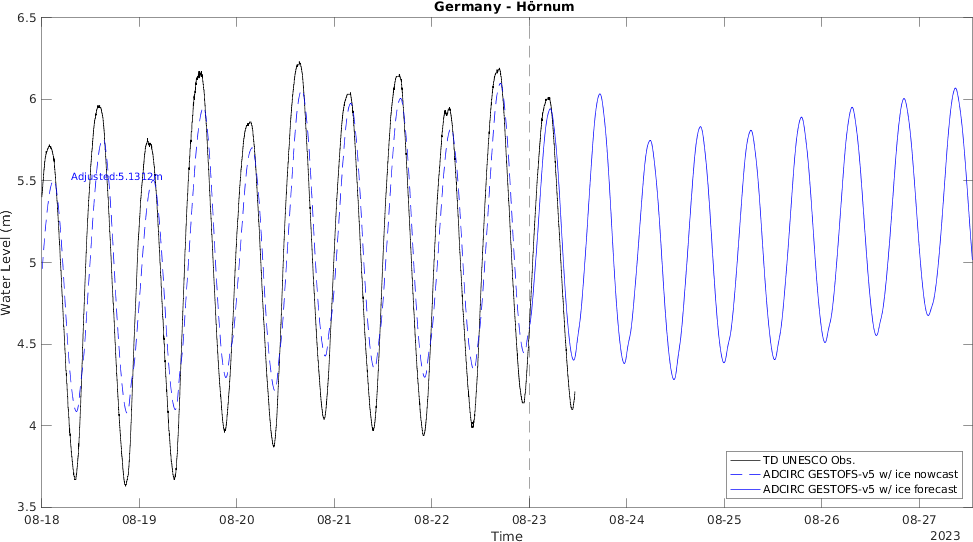 Germany - Hörnum
6.5
6
5.5
5
4.5
4
3.5
Water Level (m)
Adjusted:5.1312m
TD UNESCO Obs.
ADCIRC GESTOFS-v5 w/ ice nowcast
ADCIRC GESTOFS-v5 w/ ice forecast
08-18 08-19 08-20 08-21 08-22 08-23 08-24 08-25 08-26 08-27
Time
2023